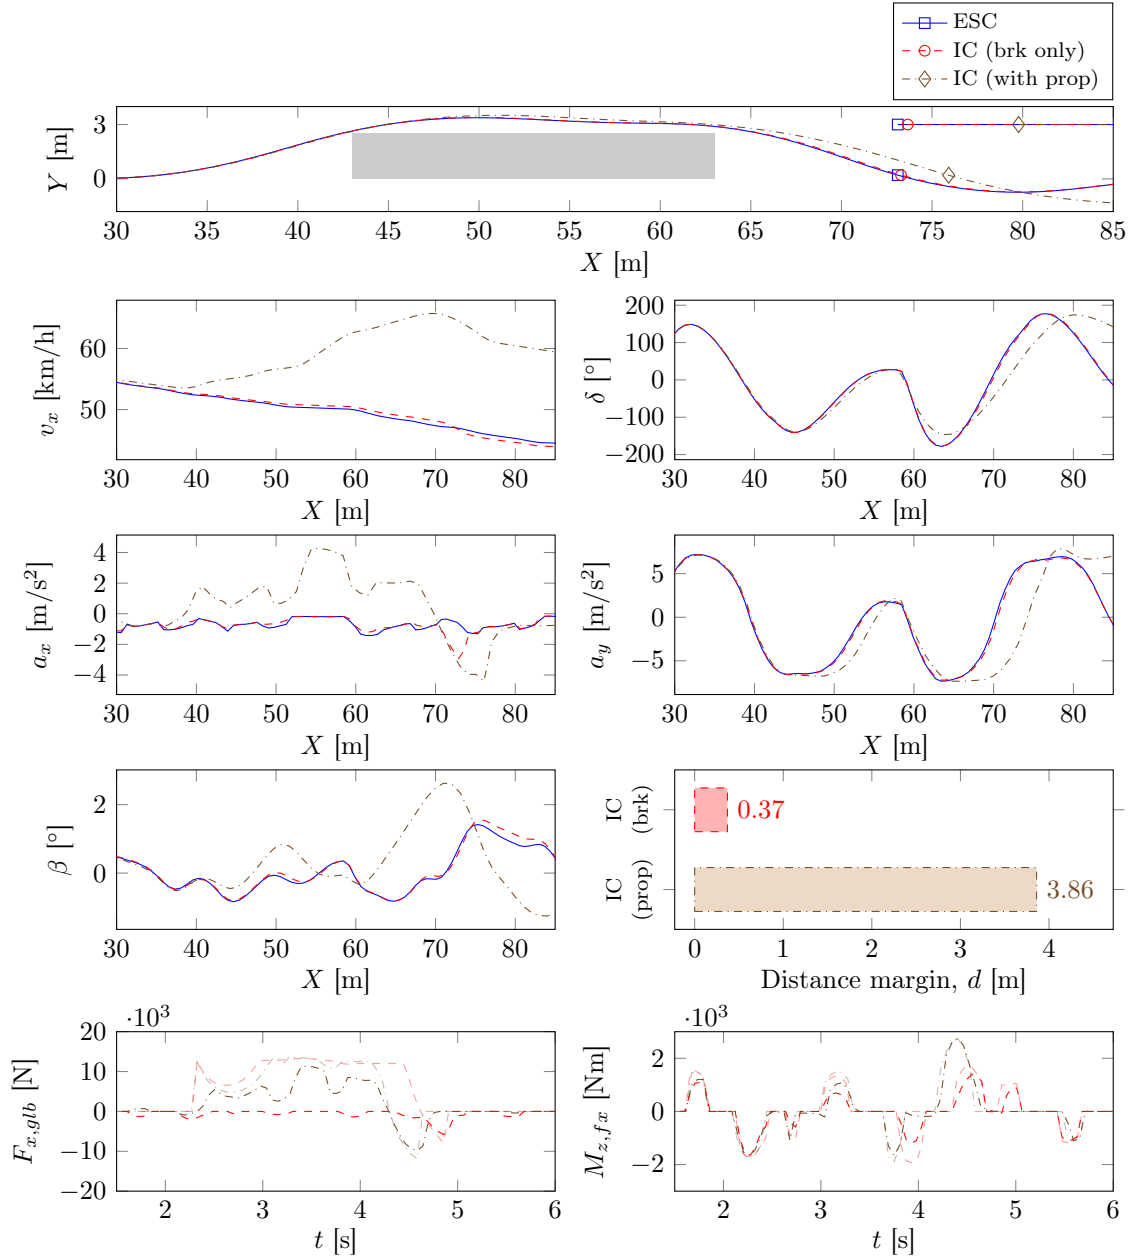 ESC
IC (brk only)
IC (with prop)
3
0
Y [m]
30 35 40 45 50 55 60 65 70 75 80 85
X [m]
60
50
v_x [km/h]
30 40 50 60 70 80
X [m]
200
100
0
−100
−200
δ [°]
30 40 50 60 70 80
X [m]
4
2
0
−2
−4
a_x [m/s²]
30 40 50 60 70 80
X [m]
5
0
−5
a_y [m/s²]
30 40 50 60 70 80
X [m]
2
0
β [°]
30 40 50 60 70 80
X [m]
IC
(brk)
0.37
IC
(prop)
3.86
0 1 2 3 4
Distance margin, d [m]
·10³
20
10
0
−10
−20
F_{x,glb} [N]
2 3 4 5 6
t [s]
·10³
2
0
−2
M_{z,fx} [Nm]
2 3 4 5 6
t [s]